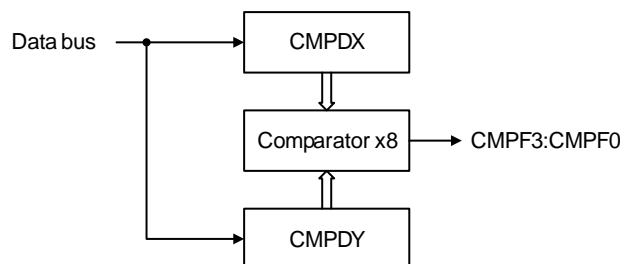 CMPDX
Data bus
Comparator x8
CMPF3:CMPF0
CMPDY